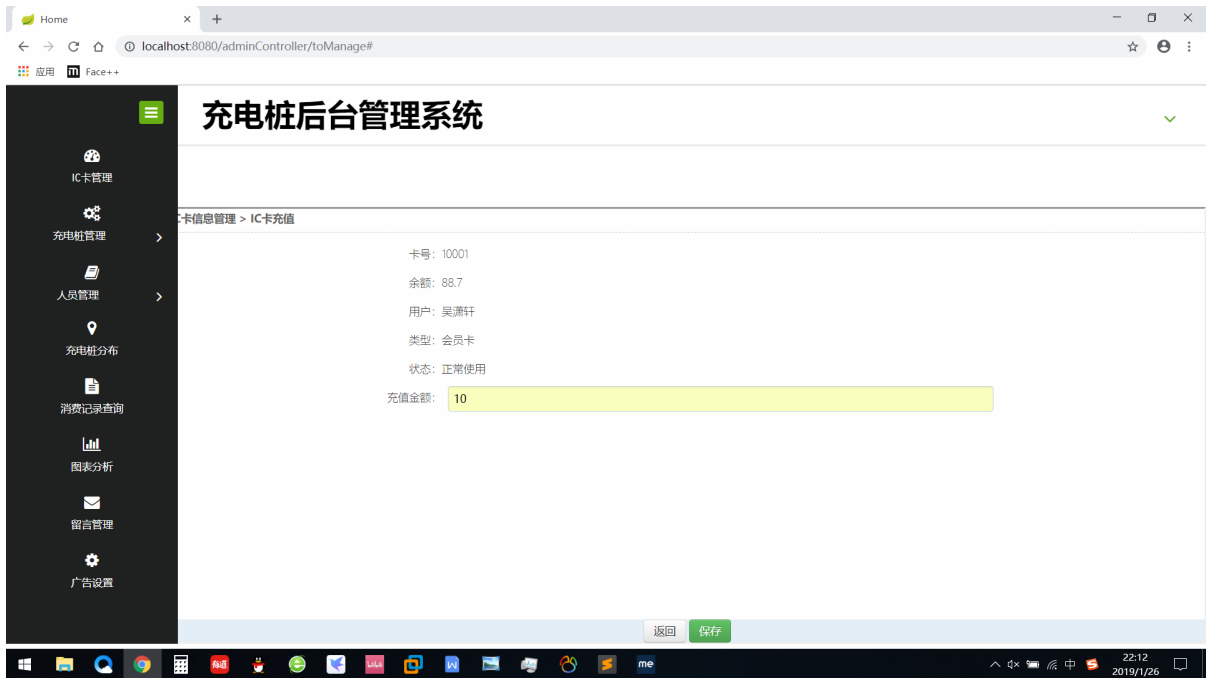 Home
localhost:8080/adminController/toManage#
应用 Face++
充电桩后台管理系统
IC卡管理
充电桩管理
人员管理
充电桩分布
消费记录查询
图表分析
留言管理
广告设置
卡信息管理 > IC卡充值
卡号: 10001
余额: 88.7
用户: 吴潇轩
类型: 会员卡
状态: 正常使用
充值金额: 10
返回 保存
有道 LiLi W me 中 22:12
2019/1/26